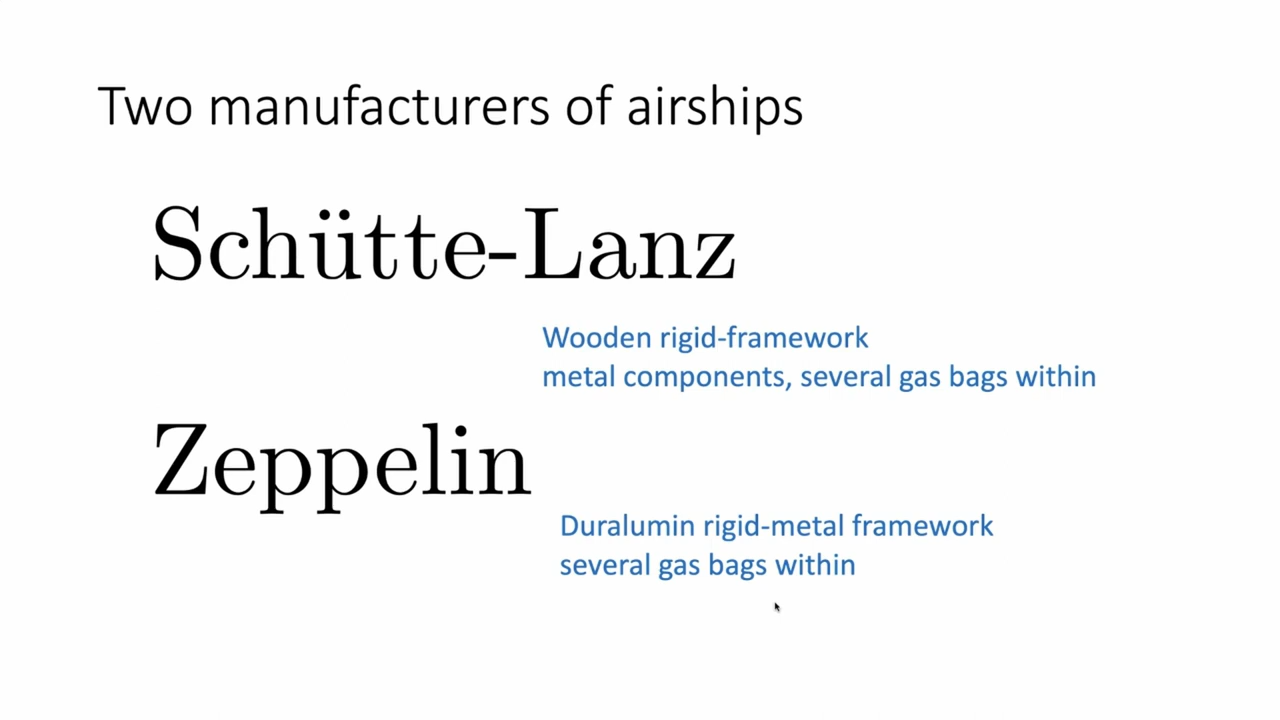 Two manufacturers of airships
Schütte-Lanz
Wooden rigid-framework
metal components, several gas bags within
Zeppelin
Duralumin rigid-metal framework
several gas bags within